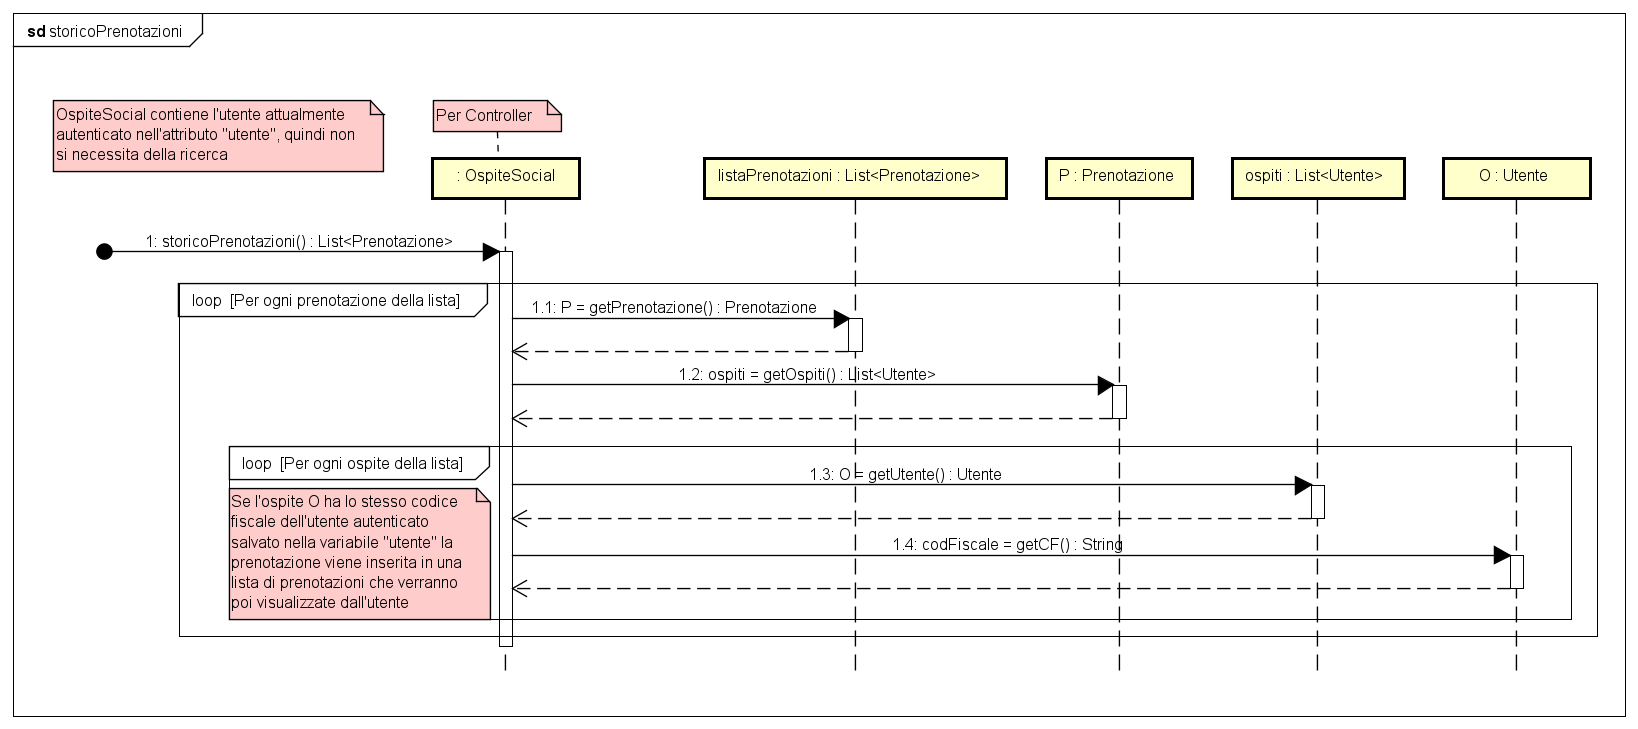 sd storicoPrenotazioni
OspiteSocial contiene l'utente attualmente
autenticato nell'attributo "utente", quindi non
si necessita della ricerca
Per Controller
: OspiteSocial
listaPrenotazioni : List<Prenotazione>
P : Prenotazione
ospiti : List<Utente>
O : Utente
1: storicoPrenotazioni() : List<Prenotazione>
loop [Per ogni prenotazione della lista]
1.1: P = getPrenotazione() : Prenotazione
1.2: ospiti = getOspiti() : List<Utente>
loop [Per ogni ospite della lista]
1.3: O = getUtente() : Utente
Se l'ospite O ha lo stesso codice
fiscale dell'utente autenticato
salvato nella variabile "utente" la
prenotazione viene inserita in una
lista di prenotazioni che verranno
poi visualizzate dall'utente
1.4: codFiscale = getCF() : String